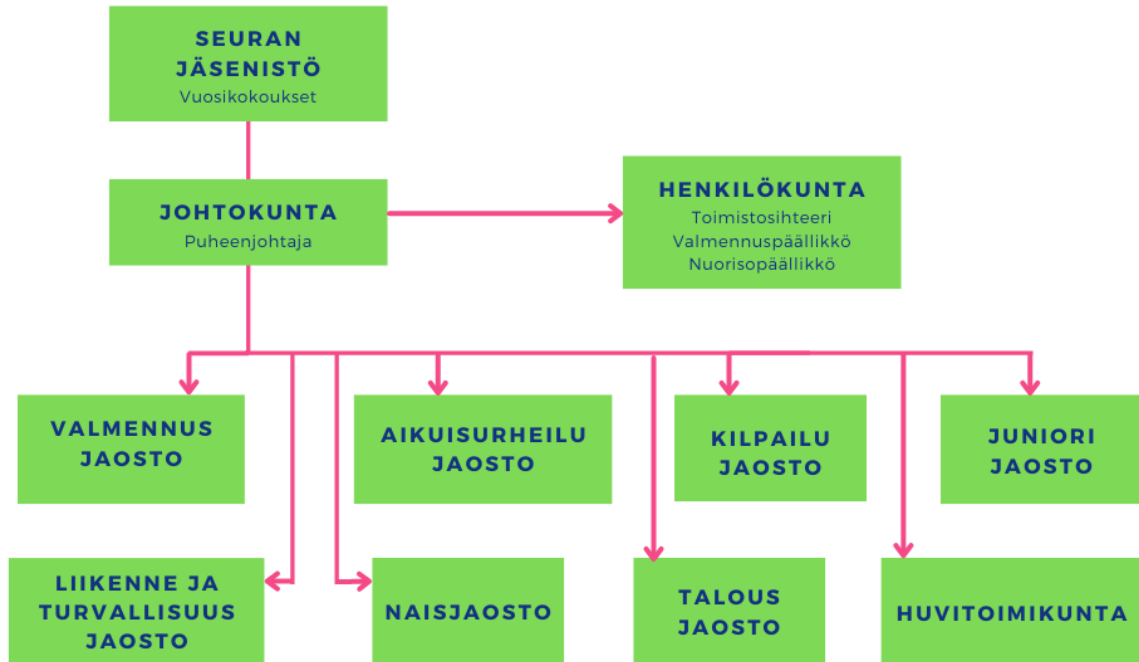 SEURAN
JÄSENISTÖ
Vuosikokoukset
JOHTOKUNTA
Puheenjohtaja
HENKILÖKUNTA
Toimistosihteeri
Valmennuspäällikkö
Nuorisopäällikkö
VALMENNUS
JAOSTO
AIKUISURHEILU
JAOSTO
KILPAILU
JAOSTO
JUNIORI
JAOSTO
LIIKENNE JA
TURVALLISUUS
JAOSTO
NAISJAOSTO
TALOUS
JAOSTO
HUVITOIMIKUNTA